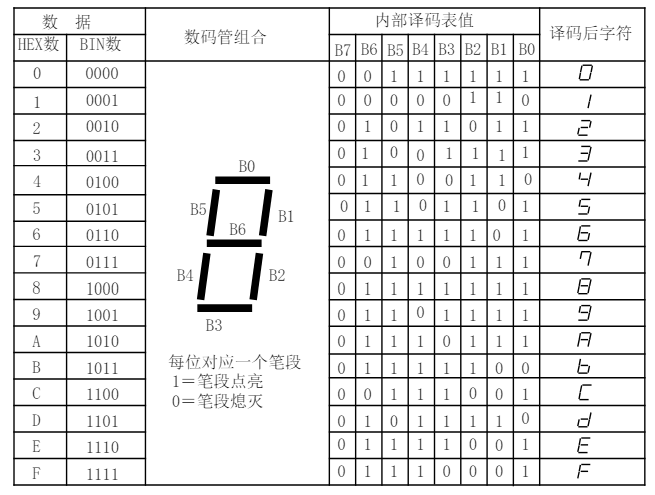 数 据 数码管组合 内部译码表值 译码后字符
HEX数 BIN数 B7 B6 B5 B4 B3 B2 B1 B0
0 0000 0 0 1 1 1 1 1 1 0
1 0001 0 0 0 0 0 1 1 0 1
2 0010 0 1 0 1 1 0 1 1 2
3 0011 0 1 0 0 1 1 1 1 3
4 0100 0 1 1 0 0 1 1 0 4
5 0101 0 1 1 0 1 1 0 1 5
6 0110 0 1 1 1 1 1 0 1 6
7 0111 0 0 1 0 0 1 1 1 7
8 1000 0 1 1 1 1 1 1 1 8
9 1001 0 1 1 0 1 1 1 1 9
A 1010 0 1 1 1 0 1 1 1 A
B 1011 0 1 1 1 1 1 0 0 b
C 1100 0 0 1 1 1 0 0 1 C
D 1101 0 1 0 1 1 1 1 0 d
E 1110 0 1 1 1 1 0 0 1 E
F 1111 0 1 1 1 0 0 0 1 F
B0
B5 B1
B6
B4 B2
B3
每位对应一个笔段
1＝笔段点亮
0＝笔段熄灭